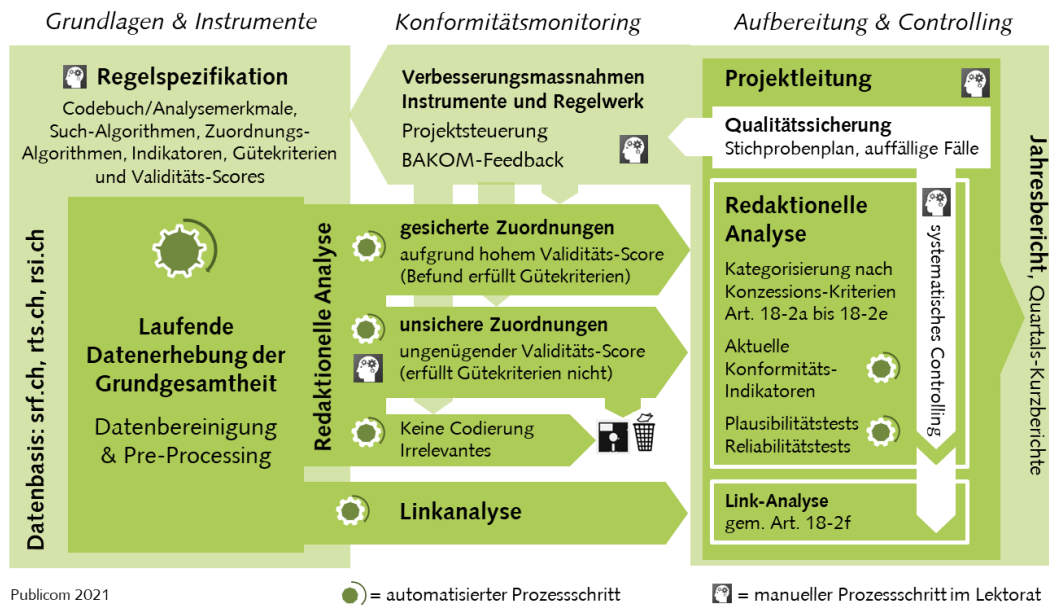 Grundlagen & Instrumente
Konformitätsmonitoring
Aufbereitung & Controlling
Regelspezifikation
Codebuch/Analysemerkmale,
Such-Algorithmen, Zuordnungs-
Algorithmen, Indikatoren, Gütekriterien
und Validitäts-Scores
Datenbasis: srf.ch, rts.ch, rsi.ch
Laufende
Datenerhebung der
Grundgesamtheit
Datenbereinigung
& Pre-Processing
Redaktionelle Analyse
Verbesserungsmassnahmen
Instrumente und Regelwerk
Projektsteuerung
BAKOM-Feedback
gesicherte Zuordnungen
aufgrund hohem Validitäts-Score
(Befund erfüllt Gütekriterien)
unsichere Zuordnungen
ungenügender Validitäts-Score
(erfüllt Gütekriterien nicht)
Keine Codierung
Irrelevantes
Linkanalyse
Projektleitung
Qualitätssicherung
Stichprobenplan, auffällige Fälle
Redaktionelle
Analyse
Kategorisierung nach
Konzessions-Kriterien
Art. 18-2a bis 18-2e
Aktuelle
Konformitäts-
Indikatoren
Plausibilitätstests
Reliabilitätstests
systematisches Controlling
Link-Analyse
gem. Art. 18-2f
Jahresbericht, Quartals-Kurzberichte
Publicom 2021
= automatisierter Prozessschritt
= manueller Prozessschritt im Lektorat